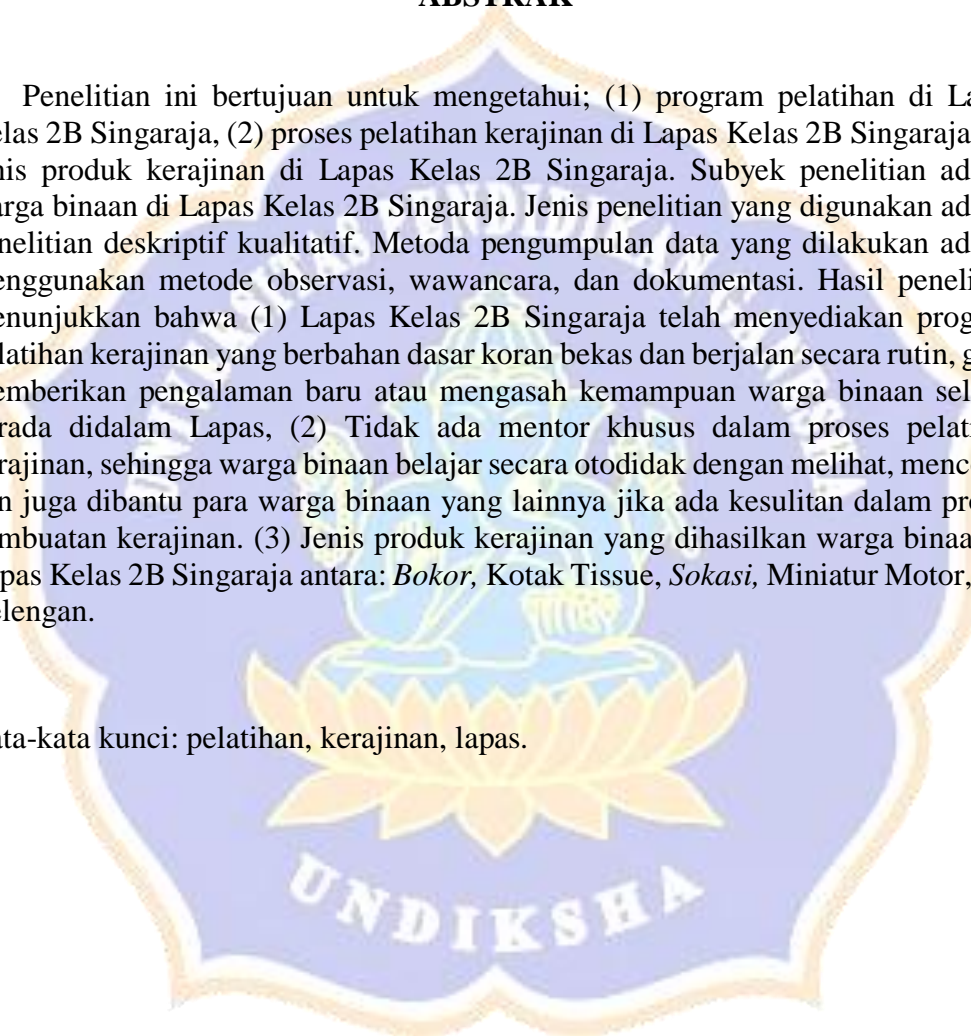 ABSTRAK
Penelitian ini bertujuan untuk mengetahui; (1) program pelatihan di La
elas 2B Singaraja, (2) proses pelatihan kerajinan di Lapas Kelas 2B Singaraja
nis produk kerajinan di Lapas Kelas 2B Singaraja. Subyek penelitian ad
arga binaan di Lapas Kelas 2B Singaraja. Jenis penelitian yang digunakan ad
enelitian deskriptif kualitatif. Metoda pengumpulan data yang dilakukan ad
enggunakan metode observasi, wawancara, dan dokumentasi. Hasil peneli
enunjukkan bahwa (1) Lapas Kelas 2B Singaraja telah menyediakan prog
latihan kerajinan yang berbahan dasar koran bekas dan berjalan secara rutin, g
emberikan pengalaman baru atau mengasah kemampuan warga binaan sel
rada didalam Lapas, (2) Tidak ada mentor khusus dalam proses pelati
rajinan, sehingga warga binaan belajar secara otodidak dengan melihat, menc
n juga dibantu para warga binaan yang lainnya jika ada kesulitan dalam pro
mbuatan kerajinan. (3) Jenis produk kerajinan yang dihasilkan warga binaa
pas Kelas 2B Singaraja antara: Bokor, Kotak Tissue, Sokasi, Miniatur Motor,
elengan.
ata-kata kunci: pelatihan, kerajinan, lapas.
UNDIKSHA